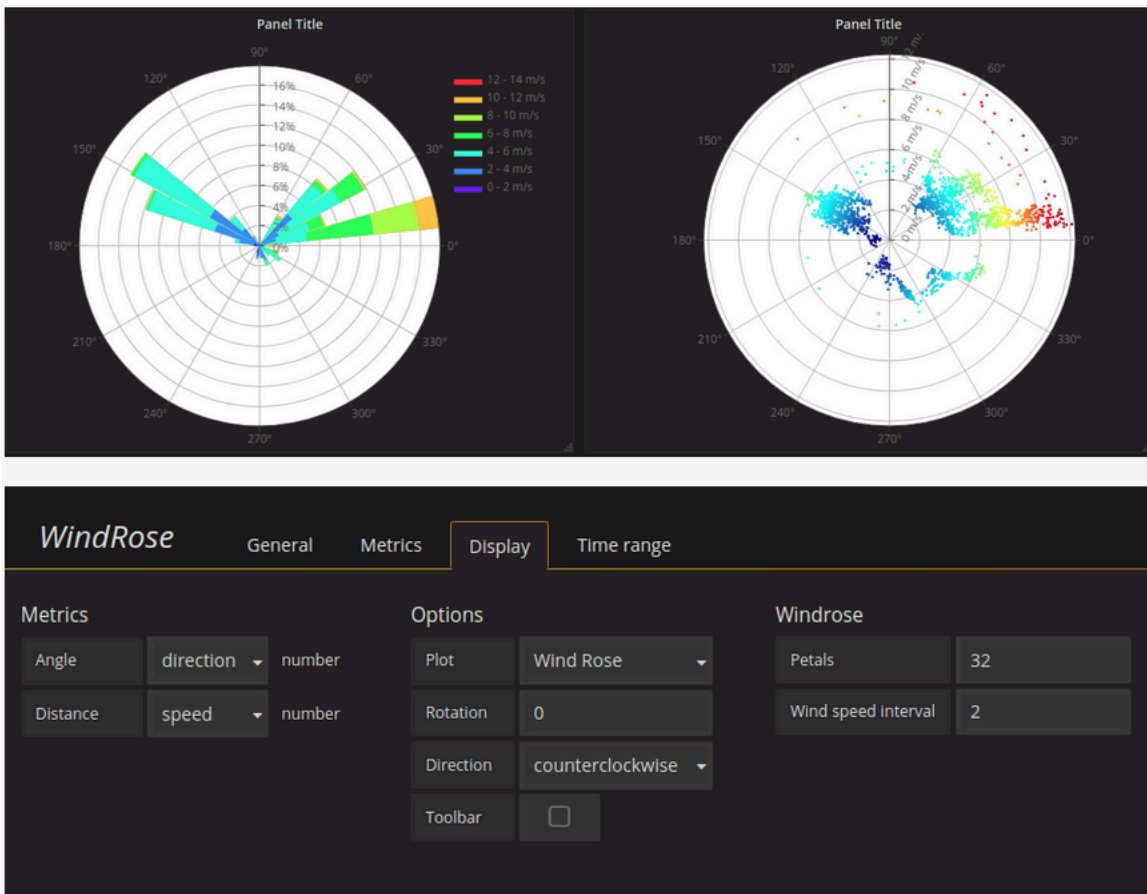 Panel Title
90°
120°
60°
150°
30°
180°
0°
210°
330°
240°
300°
270°
16%
14%
12%
10%
8%
6%
4%
0%
12 - 14 m/s
10 - 12 m/s
8 - 10 m/s
6 - 8 m/s
4 - 6 m/s
2 - 4 m/s
0 - 2 m/s
Panel Title
90°
120°
60°
150°
30°
180°
0°
210°
330°
240°
300°
270°
10 m/s
8 m/s
6 m/s
4 m/s
2 m/s
0 m/s
WindRose
General Metrics Display Time range
Metrics Options Windrose
Angle direction number Plot Wind Rose Petals 32
Distance speed number Rotation 0 Wind speed interval 2
Direction counterclockwise
Toolbar